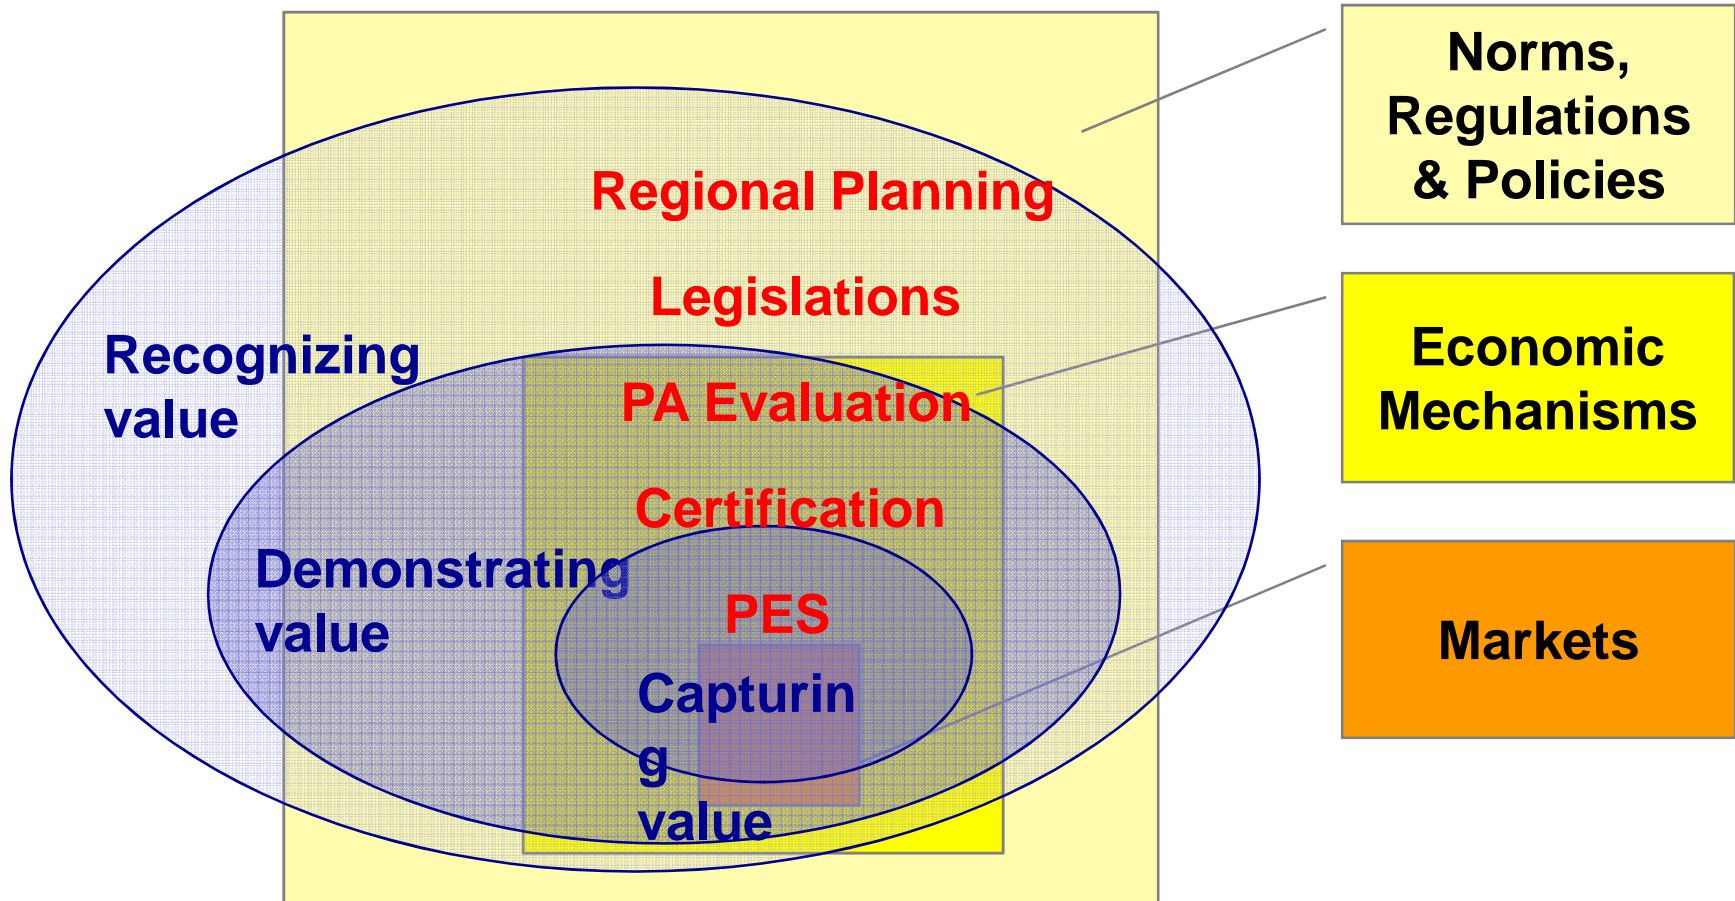 Norms,
Regulations
& Policies
Regional Planning
Legislations
Recognizing
value
Economic
Mechanisms
PA Evaluation
Certification
Demonstrating
value
PES
Markets
Capturin
g
value